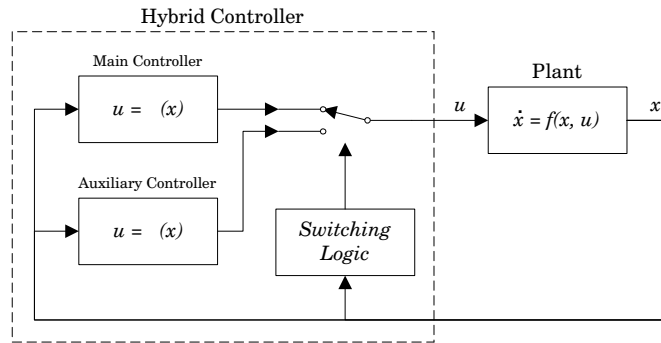 Hybrid Controller
Main Controller
u = (x)
Auxiliary Controller
u = (x)
Switching
Logic
u
Plant
ẋ = f(x, u)
x